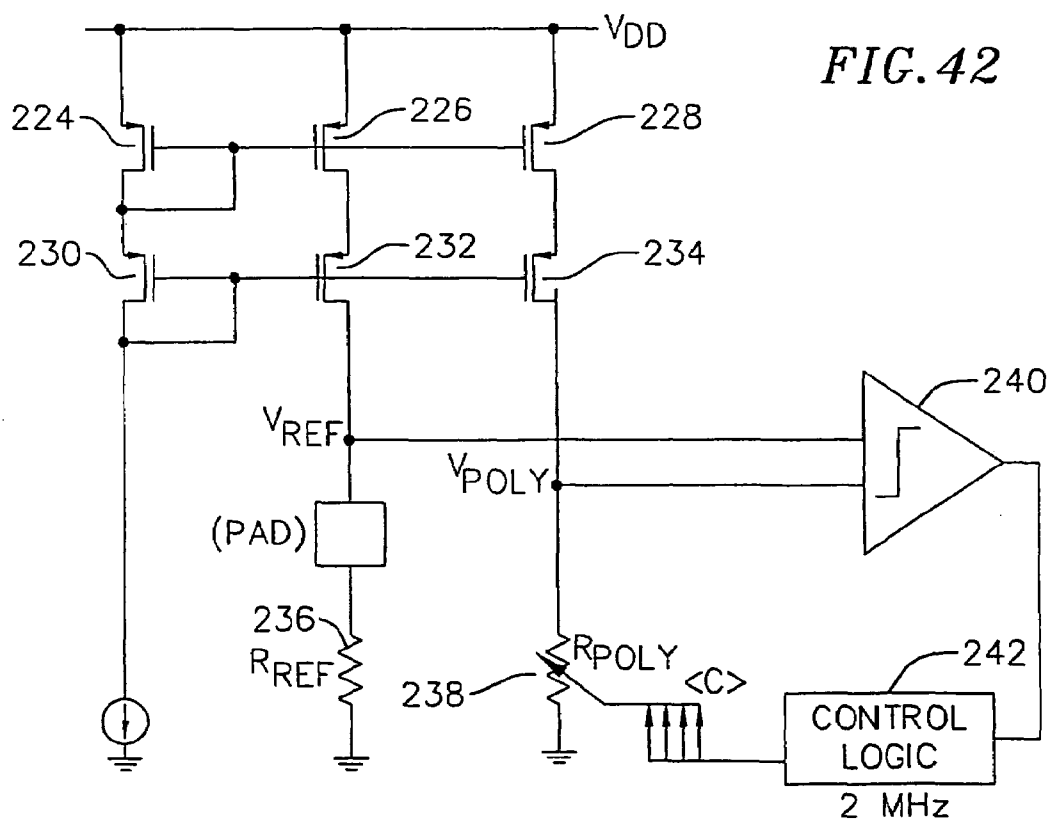 V_DD
FIG. 42
224
226
228
230
232
234
240
V_REF
V_POLY
(PAD)
236
R_REF
R_POLY
238
<C>
242
CONTROL
LOGIC
2 MHz